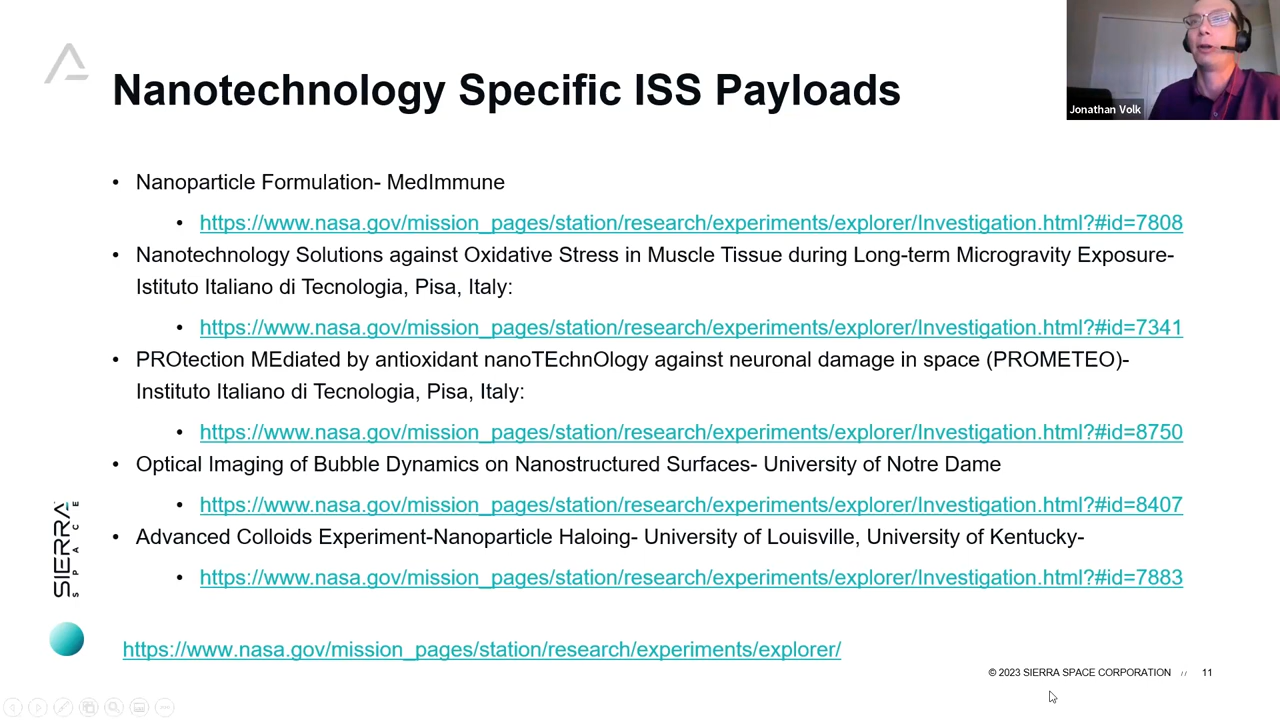 Nanotechnology Specific ISS Payloads
Jonathan Volk
• Nanoparticle Formulation- MedImmune
• https://www.nasa.gov/mission_pages/station/research/experiments/explorer/Investigation.html?#id=7808
• Nanotechnology Solutions against Oxidative Stress in Muscle Tissue during Long-term Microgravity Exposure-
Istituto Italiano di Tecnologia, Pisa, Italy:
• https://www.nasa.gov/mission_pages/station/research/experiments/explorer/Investigation.html?#id=7341
• PROtection MEdiated by antioxidant nanoTEchnOlogy against neuronal damage in space (PROMETEO)-
Instituto Italiano di Tecnologia, Pisa, Italy:
• https://www.nasa.gov/mission_pages/station/research/experiments/explorer/Investigation.html?#id=8750
• Optical Imaging of Bubble Dynamics on Nanostructured Surfaces- University of Notre Dame
• https://www.nasa.gov/mission_pages/station/research/experiments/explorer/Investigation.html?#id=8407
• Advanced Colloids Experiment-Nanoparticle Haloing- University of Louisville, University of Kentucky-
• https://www.nasa.gov/mission_pages/station/research/experiments/explorer/Investigation.html?#id=7883
SIERRA
SPACE
https://www.nasa.gov/mission_pages/station/research/experiments/explorer/
© 2023 SIERRA SPACE CORPORATION // 11